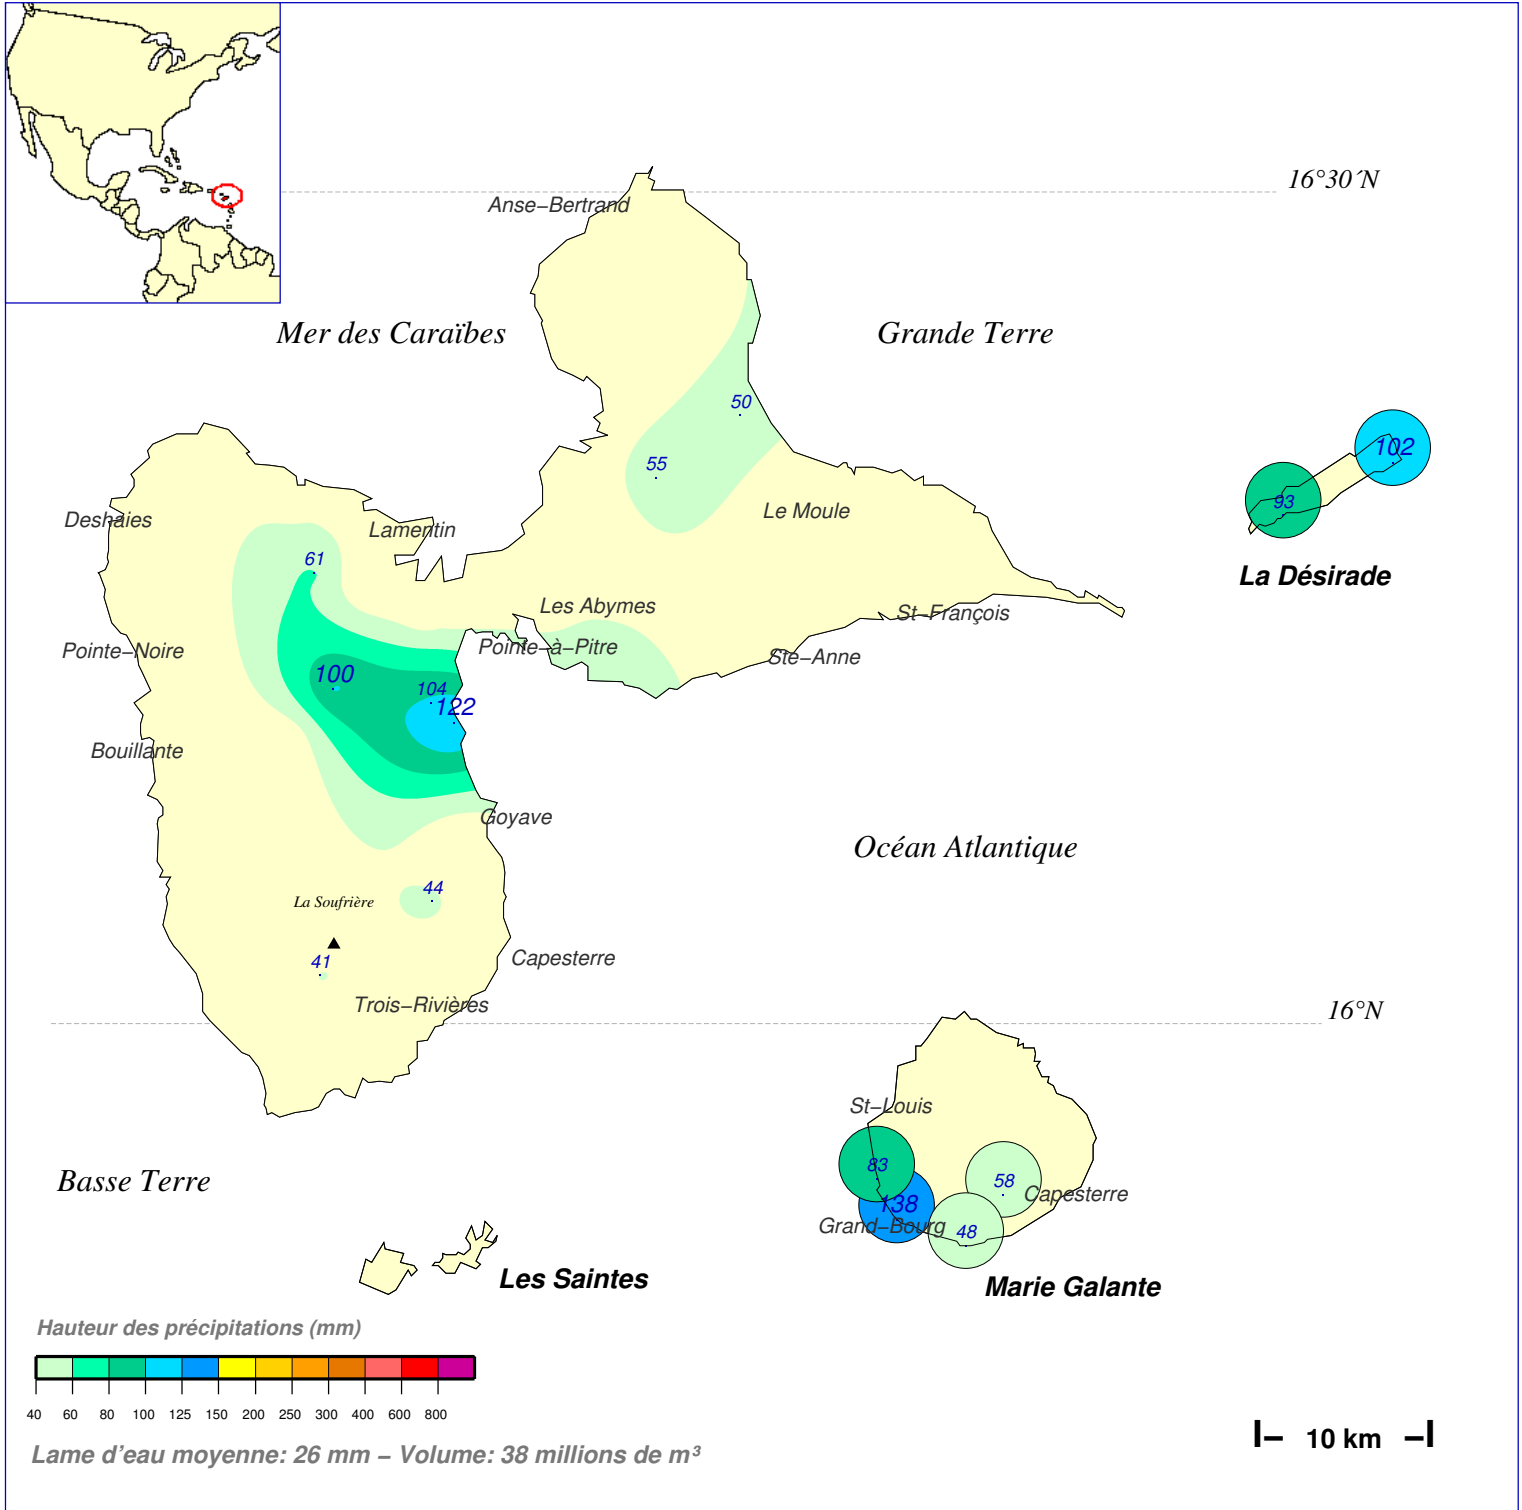 16°30´N
Anse–Bertrand
Mer des Caraïbes
Grande Terre
50
102
55
93
Le Moule
Deshaies
Lamentin
61
La Désirade
Les Abymes
St–François
Pointe–Noire
Pointe–à–Pitre
Ste–Anne
100
104
122
Bouillante
Goyave
Océan Atlantique
44
La Soufrière
41
Capesterre
Trois–Rivières
16°N
St–Louis
83
58
Capesterre
Basse Terre
138
Grand–Bourg
48
Les Saintes
Marie Galante
Hauteur des précipitations (mm)
40 60 80 100 125 150 200 250 300 400 600 800
10 km
Lame d'eau moyenne: 26 mm – Volume: 38 millions de m³